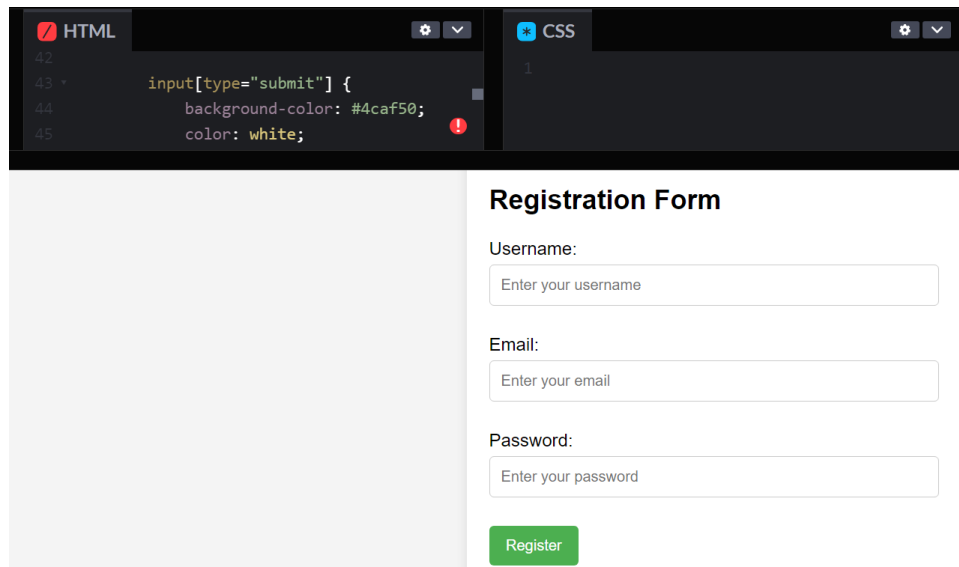 HTML
CSS
42
43 input[type="submit"] {
44 background-color: #4caf50;
45 color: white;
1
Registration Form
Username:
Enter your username
Email:
Enter your email
Password:
Enter your password
Register